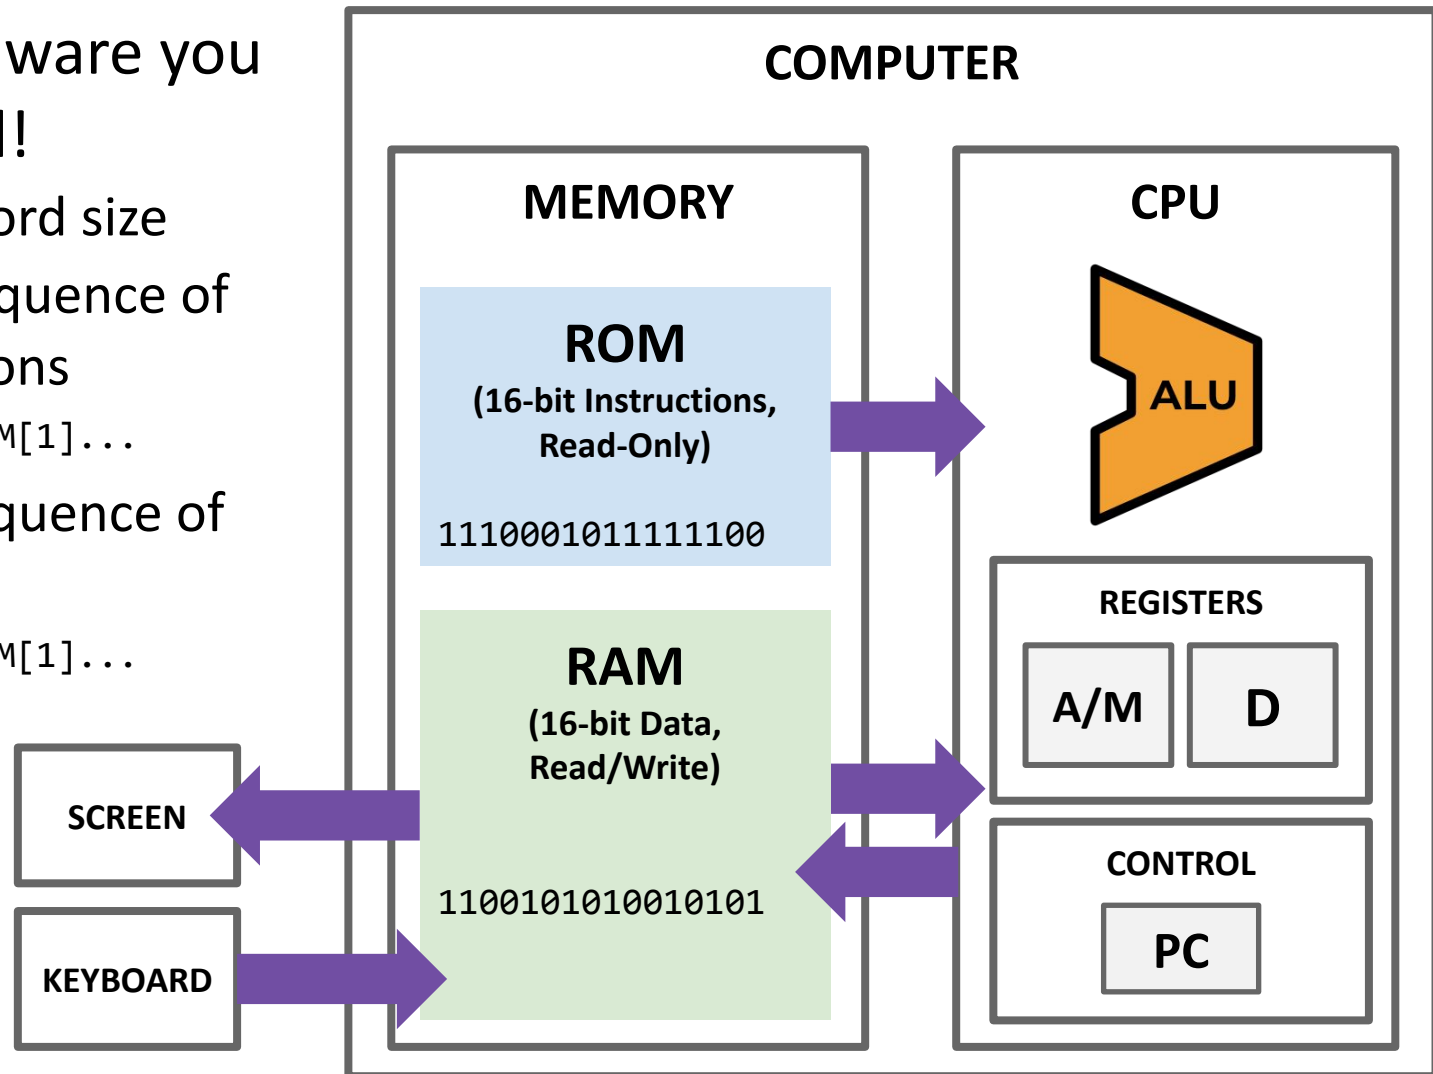 ware you
!
ord size
quence of
ons
M[1]...
quence of
M[1]...
COMPUTER
MEMORY
ROM
(16-bit Instructions,
Read-Only)
1110001011111100
RAM
(16-bit Data,
Read/Write)
1100101010010101
CPU
ALU
REGISTERS
A/M
D
CONTROL
PC
SCREEN
KEYBOARD